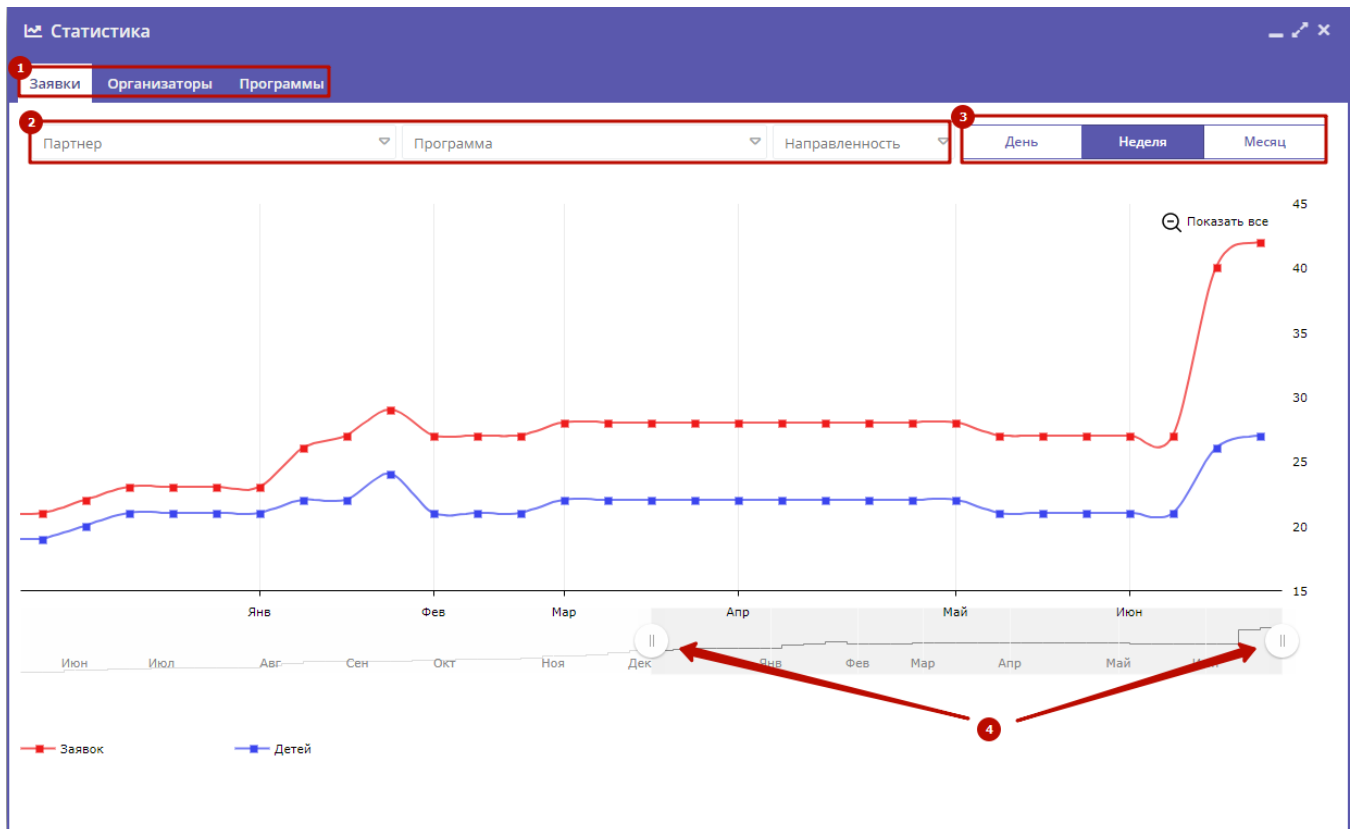 Статистика
1
Заявки Организаторы Программы
2
Партнер Программа Направленность
3
День Неделя Месяц
45
Показать все
40
35
30
25
20
15
Янв Фев Мар Апр Май Июн
Июн Июл Авг Сен Окт Ноя Дек Янв Фев Мар Апр Май
4
Заявок Детей